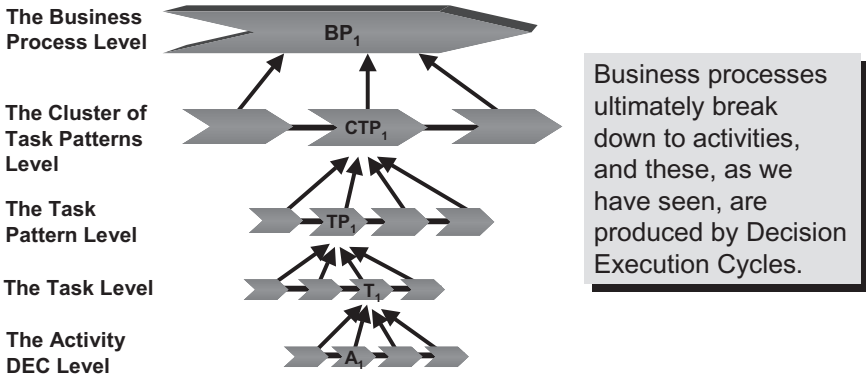 The Business
Process Level
BP₁
The Cluster of
Task Patterns
Level
CTP₁
The Task
Pattern Level
TP₁
The Task Level
T₁
The Activity
DEC Level
A₁
Business processes
ultimately break
down to activities,
and these, as we
have seen, are
produced by Decision
Execution Cycles.